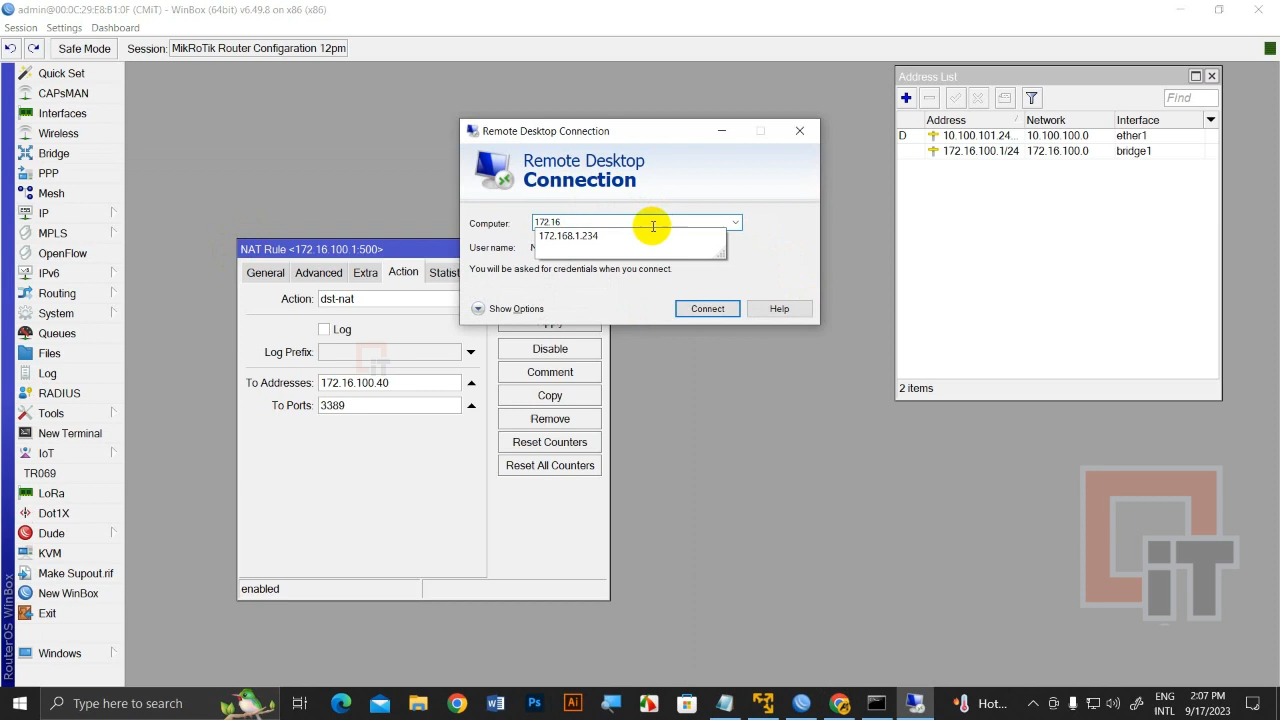 admin@00:0C:29:E8:B1:0F (CMiT) - WinBox (64bit) v6.49.8 on x86 (x86)
Session Settings Dashboard
Safe Mode Session: MikRoTik Router Configaration 12pm
Quick Set
CAPsMAN
Interfaces
Wireless
Bridge
PPP
Mesh
IP
MPLS
OpenFlow
IPv6
Routing
System
Queues
Files
Log
RADIUS
Tools
New Terminal
IoT
TR069
LoRa
Dot1X
Dude
KVM
Make Supout.rif
New WinBox
Exit
Windows
RouterOS WinBox
NAT Rule <172.16.100.1:500>
General Advanced Extra Action Statist
Action: dst-nat
Log
Log Prefix:
To Addresses: 172.16.100.40
To Ports: 3389
Apply
Disable
Comment
Copy
Remove
Reset Counters
Reset All Counters
enabled
Remote Desktop Connection
Remote Desktop
Connection
Computer: 172.16
172.168.1.234
User name:
You will be asked for credentials when you connect.
Show Options Connect Help
Address List
Find
Address Network Interface
D 10.100.101.24... 10.100.100.0 ether1
172.16.100.1/24 172.16.100.0 bridge1
2 items
iT
Type here to search
Hot...
ENG
INTL
2:07 PM
9/17/2023